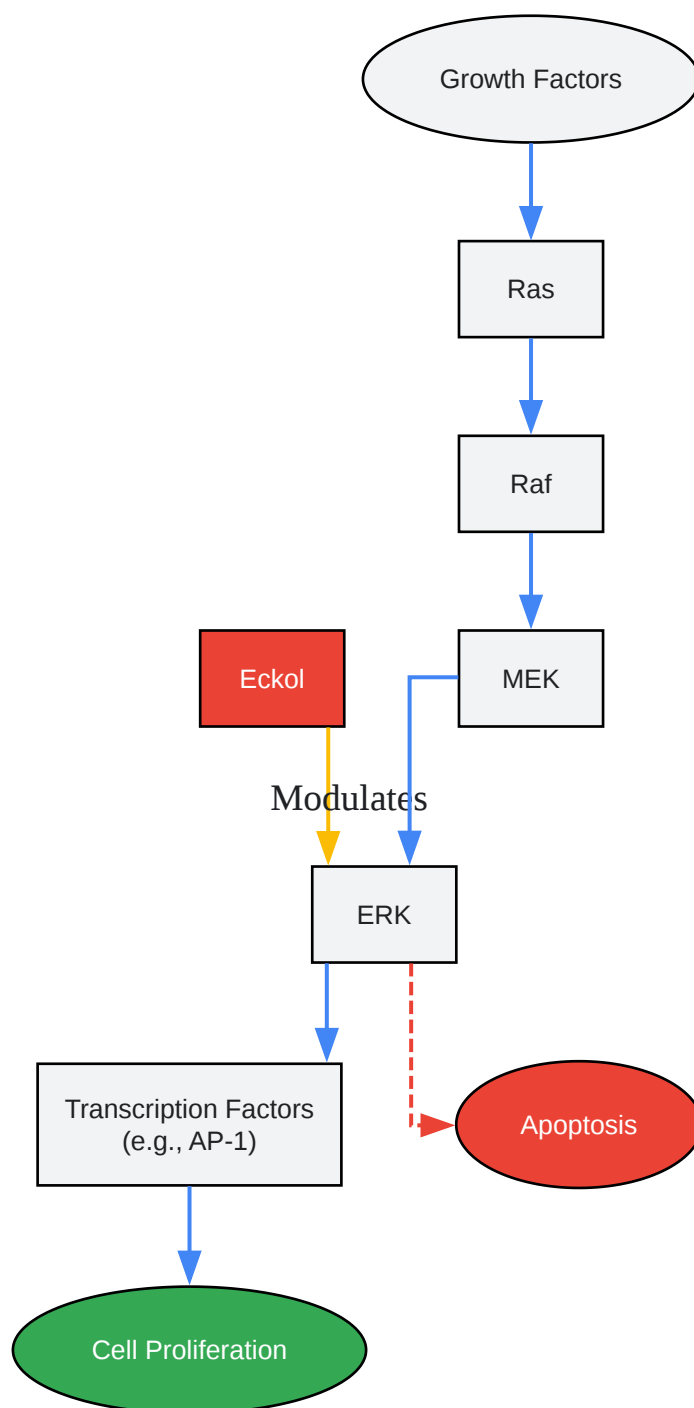 Growth Factors
Ras
Raf
Eckol
MEK
Modulates
ERK
Transcription Factors
(e.g., AP-1)
Apoptosis
Cell Proliferation